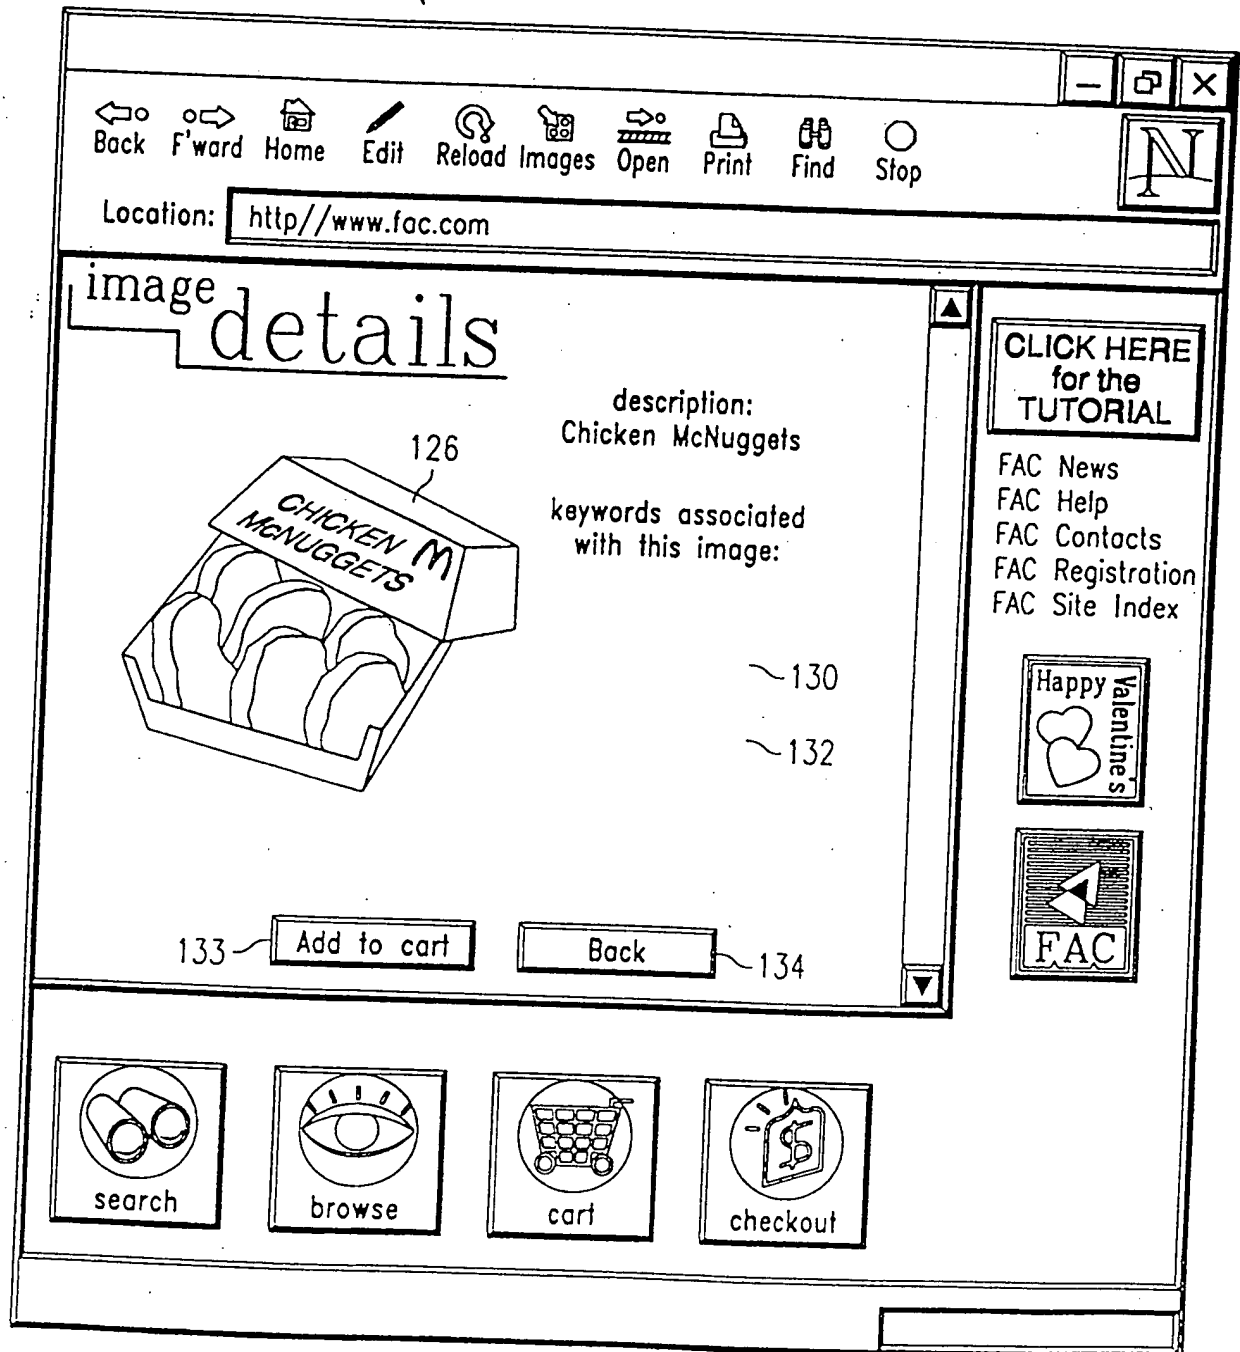 Back F'ward Home Edit Reload Images Open Print Find Stop
N
Location: http//www.fac.com
image
details
description:
Chicken McNuggets
126
CHICKEN
McNUGGETS
M
keywords associated
with this image:
130
132
133 Add to cart Back 134
CLICK HERE
for the
TUTORIAL
FAC News
FAC Help
FAC Contacts
FAC Registration
FAC Site Index
Happy
Valentine's
FAC
search browse cart checkout
$